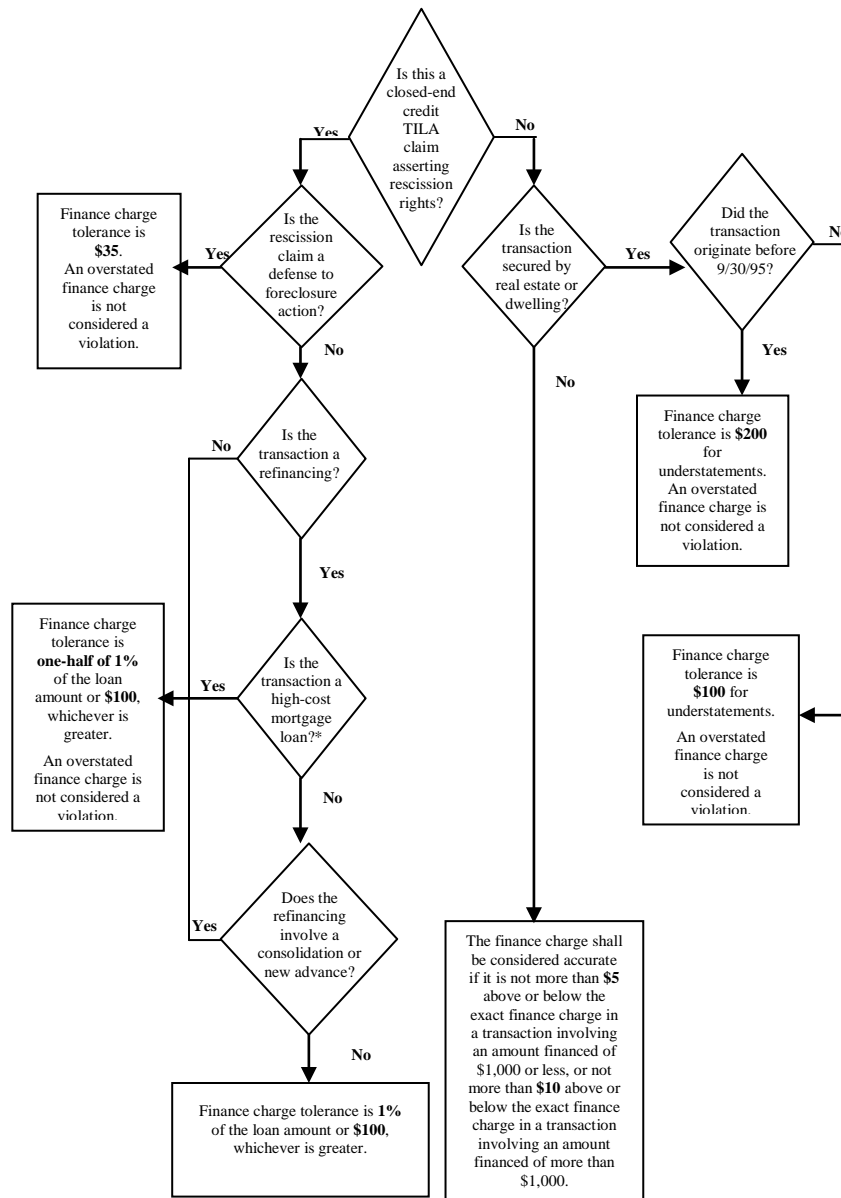 Is this a
closed-end
credit
TILA
claim
asserting
rescission
rights?
Yes
No
Finance charge
tolerance is
$35.
An overstated
finance charge
is not
considered a
violation.
Yes
Is the
rescission
claim a
defense to
foreclosure
action?
Is the
transaction
secured by
real estate or
dwelling?
Yes
Did the
transaction
originate before
9/30/95?
No
No
No
Yes
Finance charge
tolerance is $200
for
understatements.
An overstated
finance charge is
not considered a
violation.
No
Is the
transaction a
refinancing?
Yes
Finance charge
tolerance is
one-half of 1%
of the loan
amount or $100,
whichever is
greater.
An overstated
finance charge is
not considered a
violation.
Yes
Is the
transaction a
high-cost
mortgage
loan?*
Finance charge
tolerance is
$100 for
understatements.
An overstated
finance charge
is not
considered a
violation.
No
Yes
Does the
refinancing
involve a
consolidation or
new advance?
No
Finance charge tolerance is 1%
of the loan amount or $100,
whichever is greater.
The finance charge shall
be considered accurate
if it is not more than $5
above or below the
exact finance charge in
a transaction involving
an amount financed of
$1,000 or less, or not
more than $10 above or
below the exact finance
charge in a transaction
involving an amount
financed of more than
$1,000.